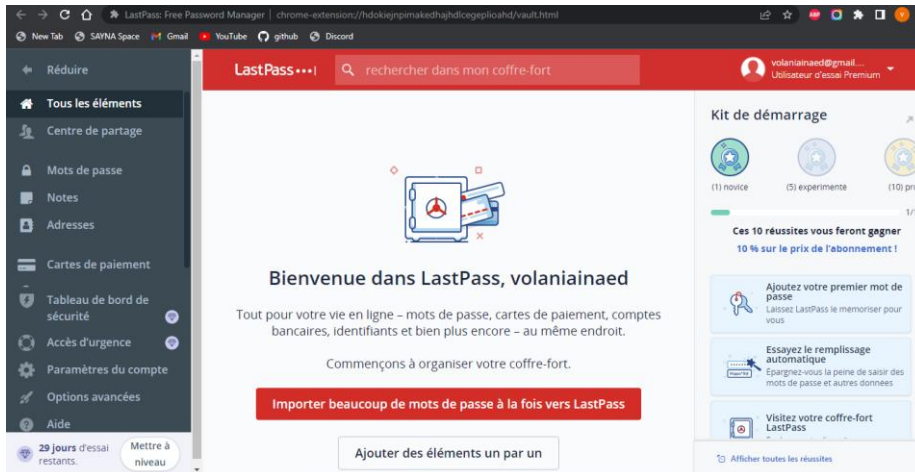 LastPass: Free Password Manager | chrome-extension://hdokiejnpimakedhajhdlcegeplioahd/vault.html
New Tab SAYNA Space Gmail YouTube github Discord
Réduire
Tous les éléments
Centre de partage
Mots de passe
Notes
Adresses
Cartes de paiement
Tableau de bord de
sécurité
Accès d'urgence
Paramètres du compte
Options avancées
Aide
29 jours d'essai
restants.
Mettre à
niveau
LastPass
rechercher dans mon coffre-fort
volaniainaed@gmail....
Utilisateur d'essai Premium
Bienvenue dans LastPass, volaniainaed
Tout pour votre vie en ligne – mots de passe, cartes de paiement, comptes
bancaires, identifiants et bien plus encore – au même endroit.
Commençons à organiser votre coffre-fort.
Importer beaucoup de mots de passe à la fois vers LastPass
Ajouter des éléments un par un
Kit de démarrage
(1) novice (5) experimente (10) pr
1/
Ces 10 réussites vous feront gagner
10 % sur le prix de l'abonnement !
Ajoutez votre premier mot de
passe
Laissez LastPass le memoriser pour
vous
Essayez le remplissage
automatique
Épargnez-vous la peine de saisir des
mots de passe et autres données
Visitez votre coffre-fort
LastPass
Afficher toutes les réussites